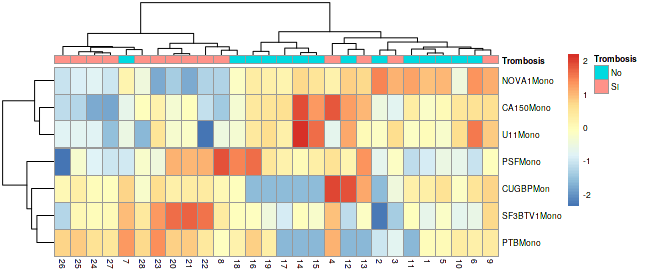 Trombosis
NOVA1Mono
CA150Mono
U11Mono
PSFMono
CUGBPMon
SF3BTV1Mono
PTBMono
26 25 24 27 7 28 23 20 21 22 8 18 16 19 17 14 15 4 12 13 2 3 11 1 5 10 6 9
2
1
0
-1
-2
Trombosis
No
SI